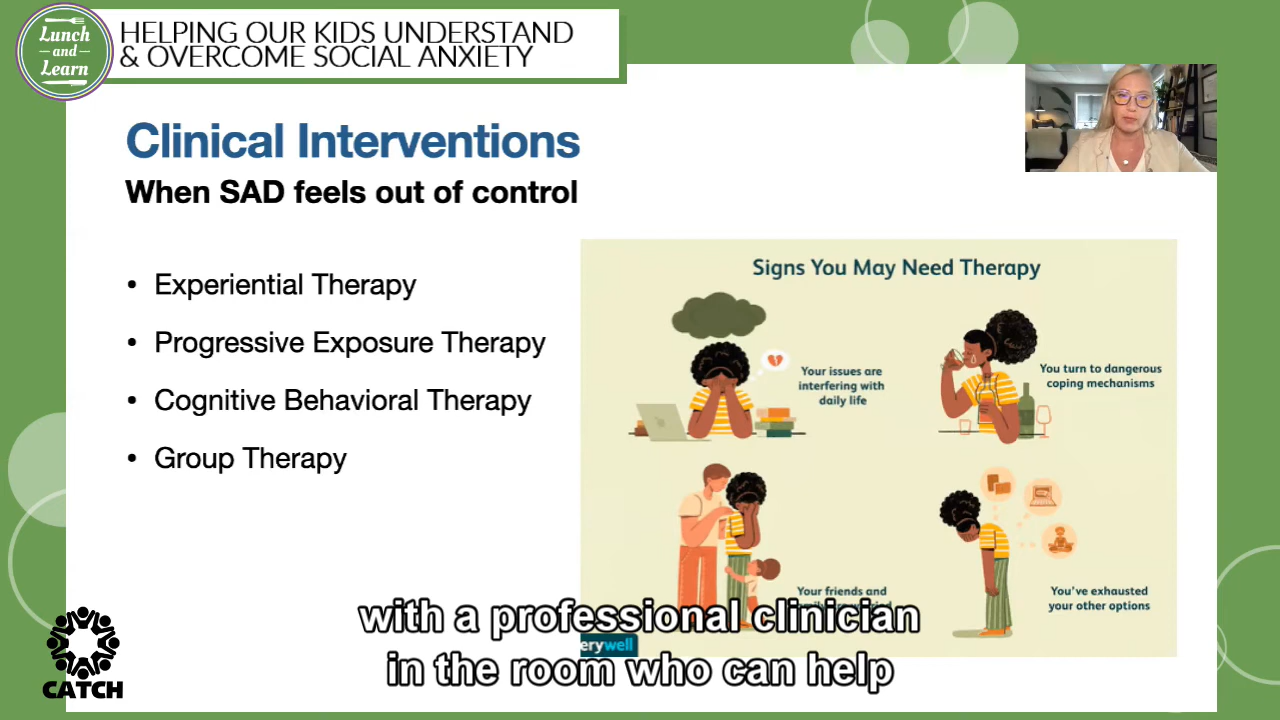 Lunch
and
Learn
HELPING OUR KIDS UNDERSTAND
& OVERCOME SOCIAL ANXIETY
Clinical Interventions
When SAD feels out of control
• Experiential Therapy
• Progressive Exposure Therapy
• Cognitive Behavioral Therapy
• Group Therapy
Signs You May Need Therapy
Your issues are
interfering with
daily life
You turn to dangerous
coping mechanisms
Your friends and
You've exhausted
your other options
erywell
with a professional clinician
in the room who can help
CATCH